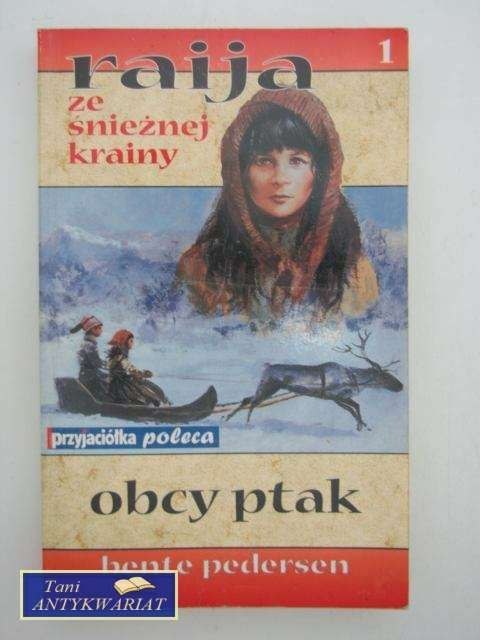 raija
1
ze
śnieżnej
krainy
przyjaciółka poleca
obcy ptak
bente pedersen
Tani
ANTYKWARIAT